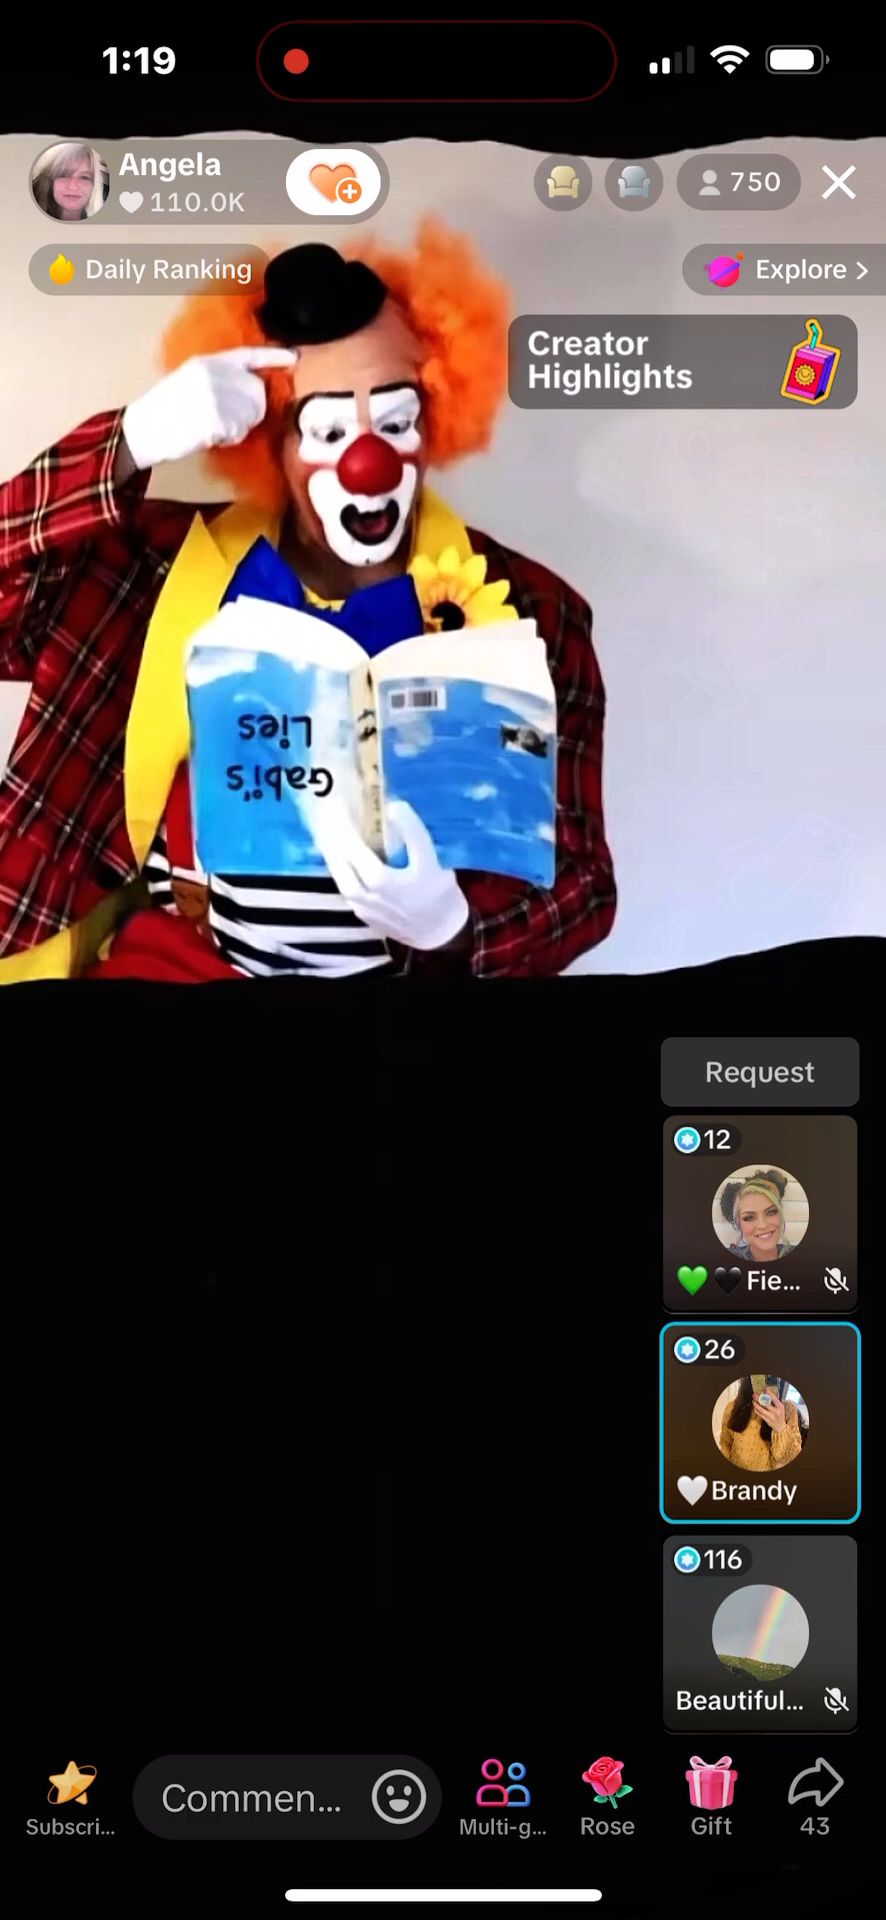 1:19
Angela
110.0K
750
Daily Ranking
Explore >
Creator
Highlights
Gabi's
Lies
Request
12
Fie...
26
Brandy
116
Beautiful...
Commen...
Subscri...
Multi-g...
Rose
Gift
43